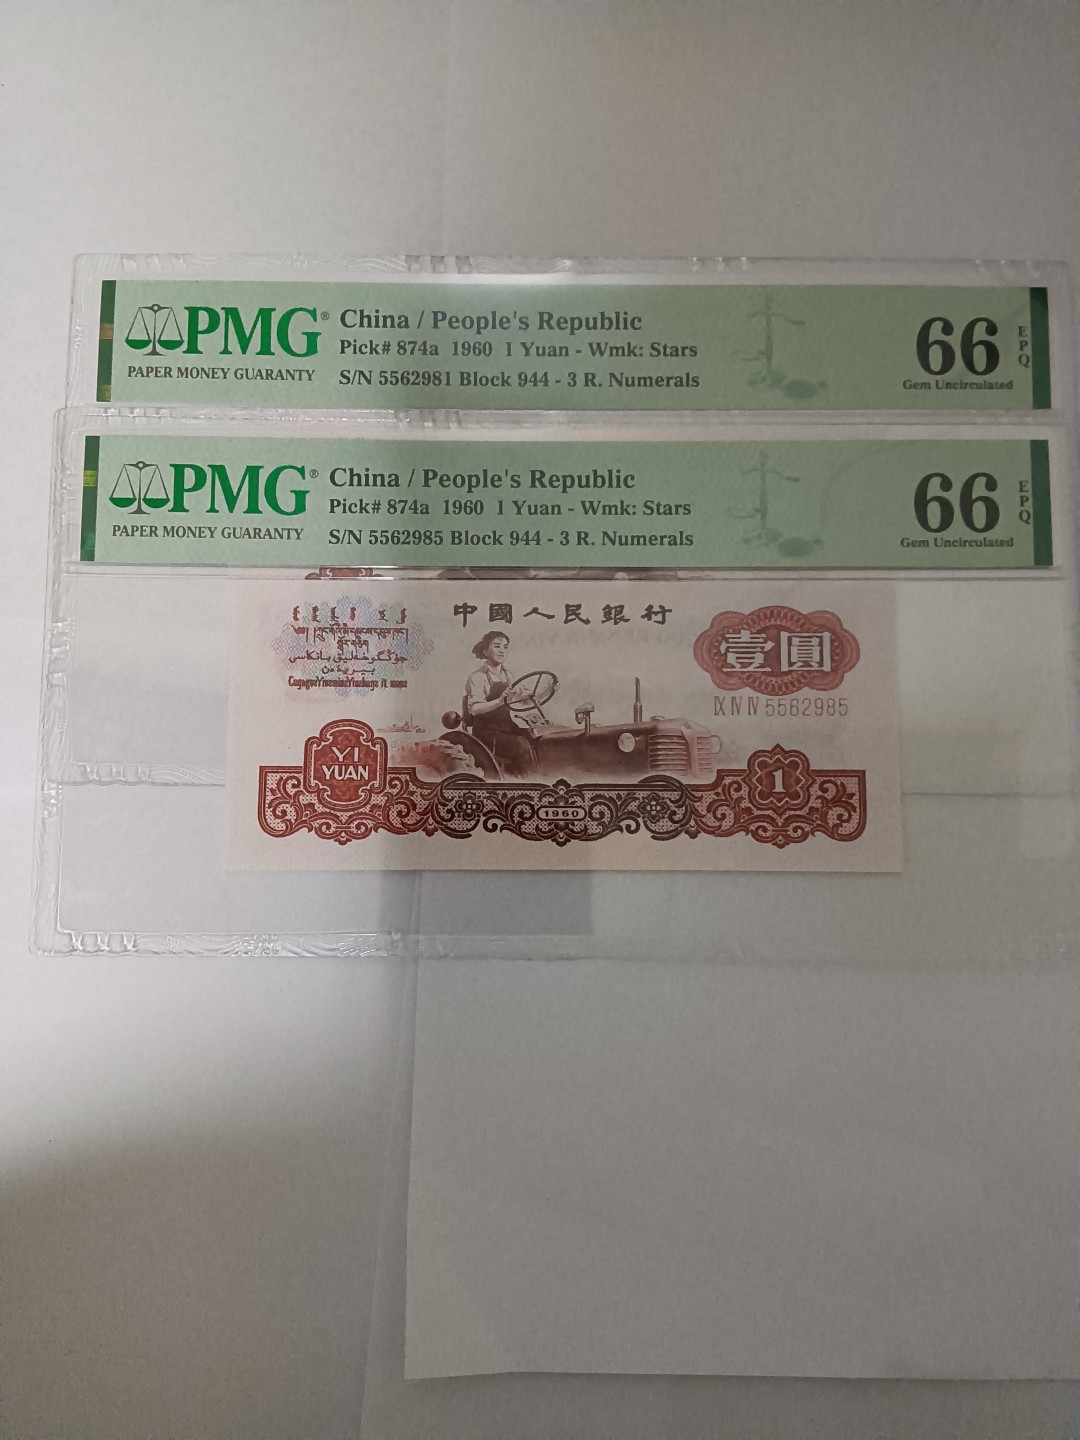 PMG®
PAPER MONEY GUARANTY
China / People's Republic
Pick# 874a 1960 1 Yuan - Wmk: Stars
S/N 5562981 Block 944 - 3 R. Numerals
66
EPQ
Gem Uncirculated
PMG®
PAPER MONEY GUARANTY
China / People's Republic
Pick# 874a 1960 1 Yuan - Wmk: Stars
S/N 5562985 Block 944 - 3 R. Numerals
66
EPQ
Gem Uncirculated
中國人民銀行
壹圓
IX IV IV 5562985
YI
YUAN
1960
1